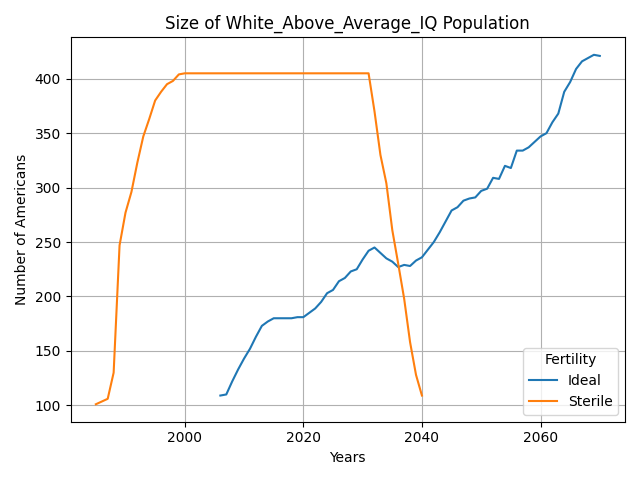 Size of White_Above_Average_IQ Population
Number of Americans
400
350
300
250
200
150
100
2000
2020
2040
2060
Years
Fertility
Ideal
Sterile